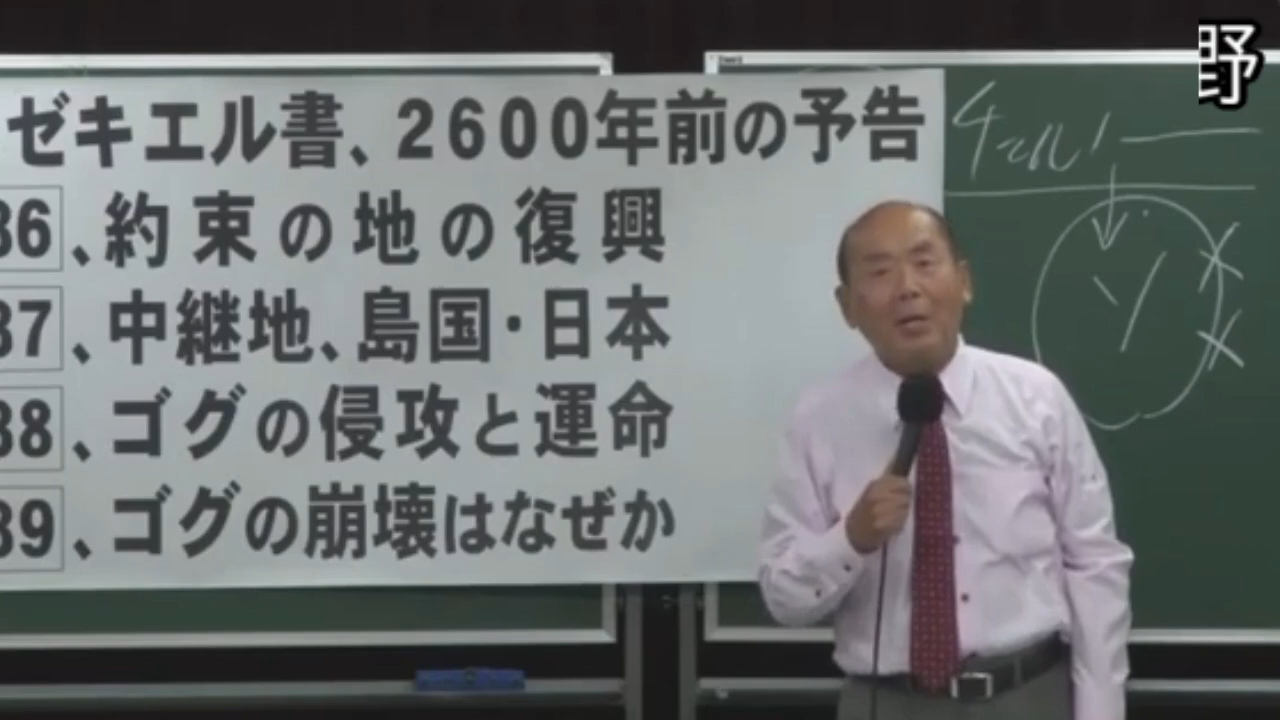 ゼキエル書、2600年前の予告
36、約束の地の復興
37、中継地、島国・日本
38、ゴグの侵攻と運命
39、ゴグの崩壊はなぜか
野
ソ